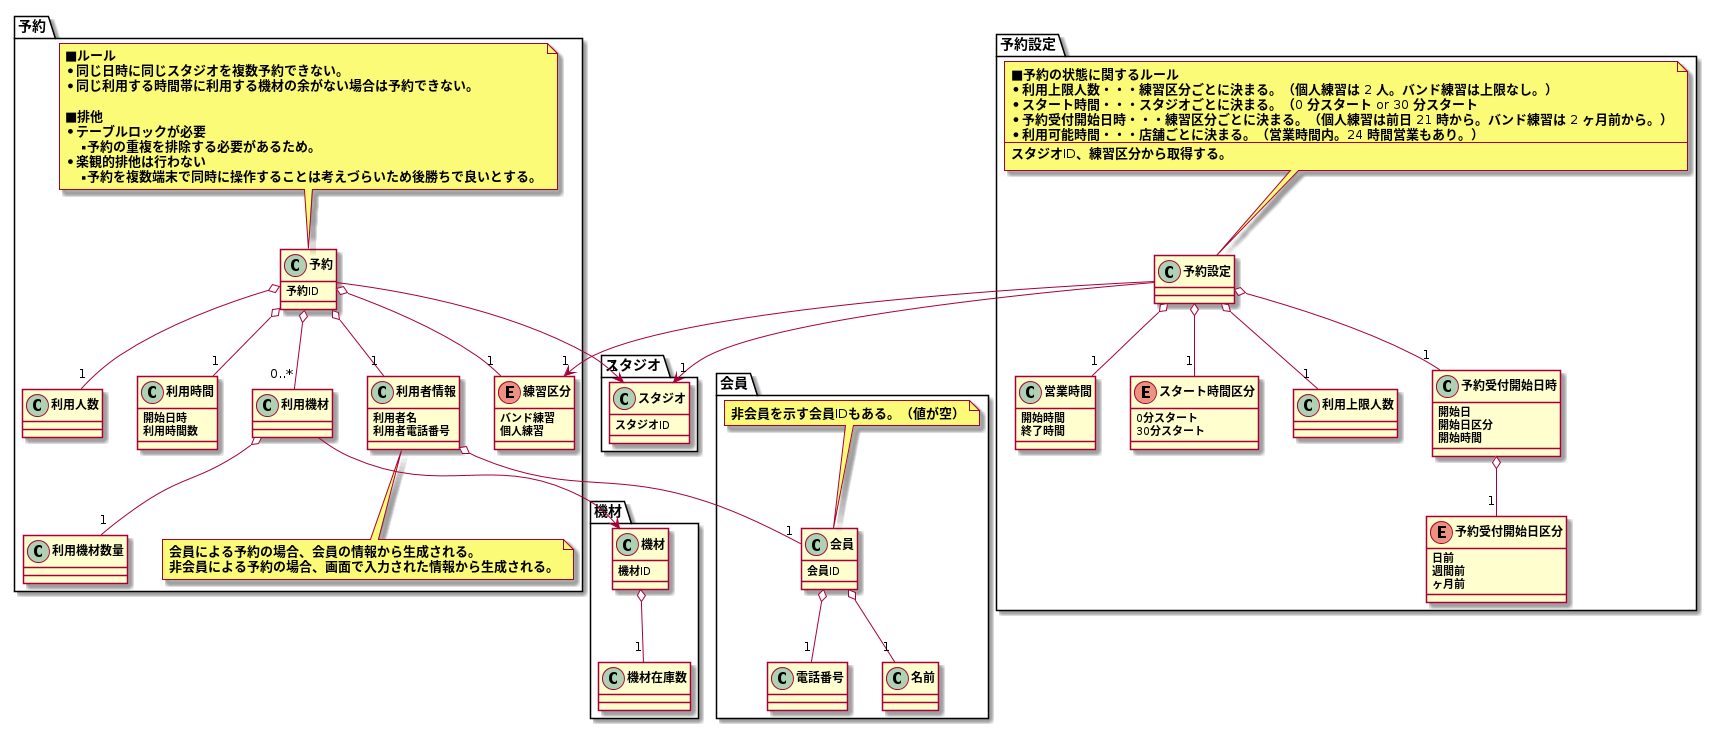 予約
■ルール
•同じ日時に同じスタジオを複数予約できない。
•同じ利用する時間帯に利用する機材の余がない場合は予約できない。
■排他
•テーブルロックが必要
▪予約の重複を排除する必要があるため。
•楽観的排他は行わない
▪予約を複数端末で同時に操作することは考えづらいため後勝ちで良いとする。
C 予約
予約ID
1
1
0..*
1
1
C 利用人数
C 利用時間
開始日時
利用時間数
C 利用機材
C 利用者情報
利用者名
利用者電話番号
E 練習区分
バンド練習
個人練習
1
C 利用機材数量
会員による予約の場合、会員の情報から生成される。
非会員による予約の場合、画面で入力された情報から生成される。
スタジオ
1
1
C スタジオ
スタジオID
機材
C 機材
機材ID
1
C 機材在庫数
会員
非会員を示す会員IDもある。（値が空）
1
C 会員
会員ID
1
1
C 電話番号
C 名前
予約設定
■予約の状態に関するルール
•利用上限人数・・・練習区分ごとに決まる。（個人練習は 2 人。バンド練習は上限なし。）
•スタート時間・・・スタジオごとに決まる。（0 分スタート or 30 分スタート
•予約受付開始日時・・・練習区分ごとに決まる。（個人練習は前日 21 時から。バンド練習は 2 ヶ月前から。）
•利用可能時間・・・店舗ごとに決まる。（営業時間内。24 時間営業もあり。）
スタジオID、練習区分から取得する。
C 予約設定
1
1
1
1
C 営業時間
開始時間
終了時間
E スタート時間区分
0分スタート
30分スタート
C 利用上限人数
C 予約受付開始日時
開始日
開始日区分
開始時間
1
E 予約受付開始日区分
日前
週間前
ヶ月前